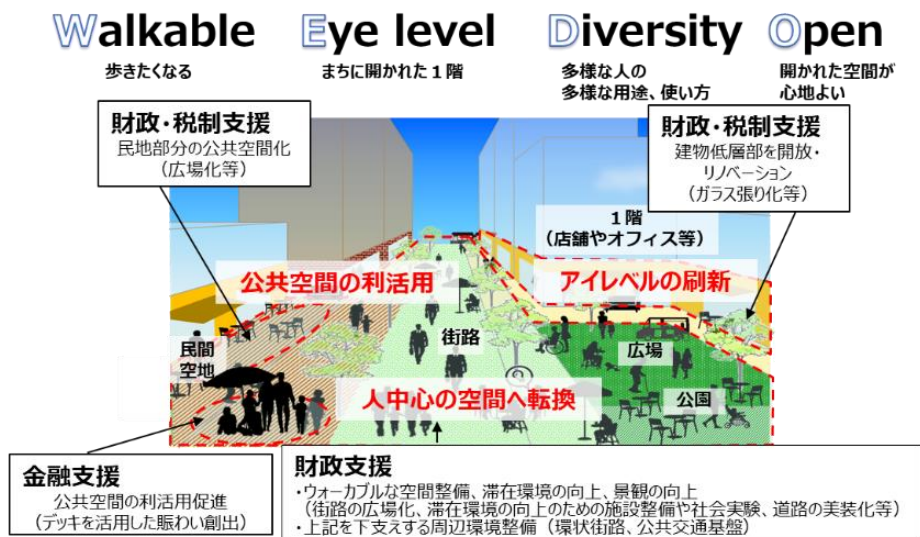 Walkable
歩きたくなる
Eye level
まちに開かれた1階
Diversity
多様な人の
多様な用途、使い方
Open
開かれた空間が
心地よい
財政・税制支援
民地部分の公共空間化
（広場化等）
財政・税制支援
建物低層部を開放・
リノベーション
（ガラス張り化等）
1階
（店舗やオフィス等）
公共空間の利活用
アイレベルの刷新
民間
空地
街路
広場
人中心の空間へ転換
公園
金融支援
公共空間の利活用促進
（デッキを活用した賑わい創出）
財政支援
・ウォーカブルな空間整備、滞在環境の向上、景観の向上
（街路の広場化、滞在環境の向上のための施設整備や社会実験、道路の美装化等）
・上記を下支えする周辺環境整備（環状街路、公共交通基盤）